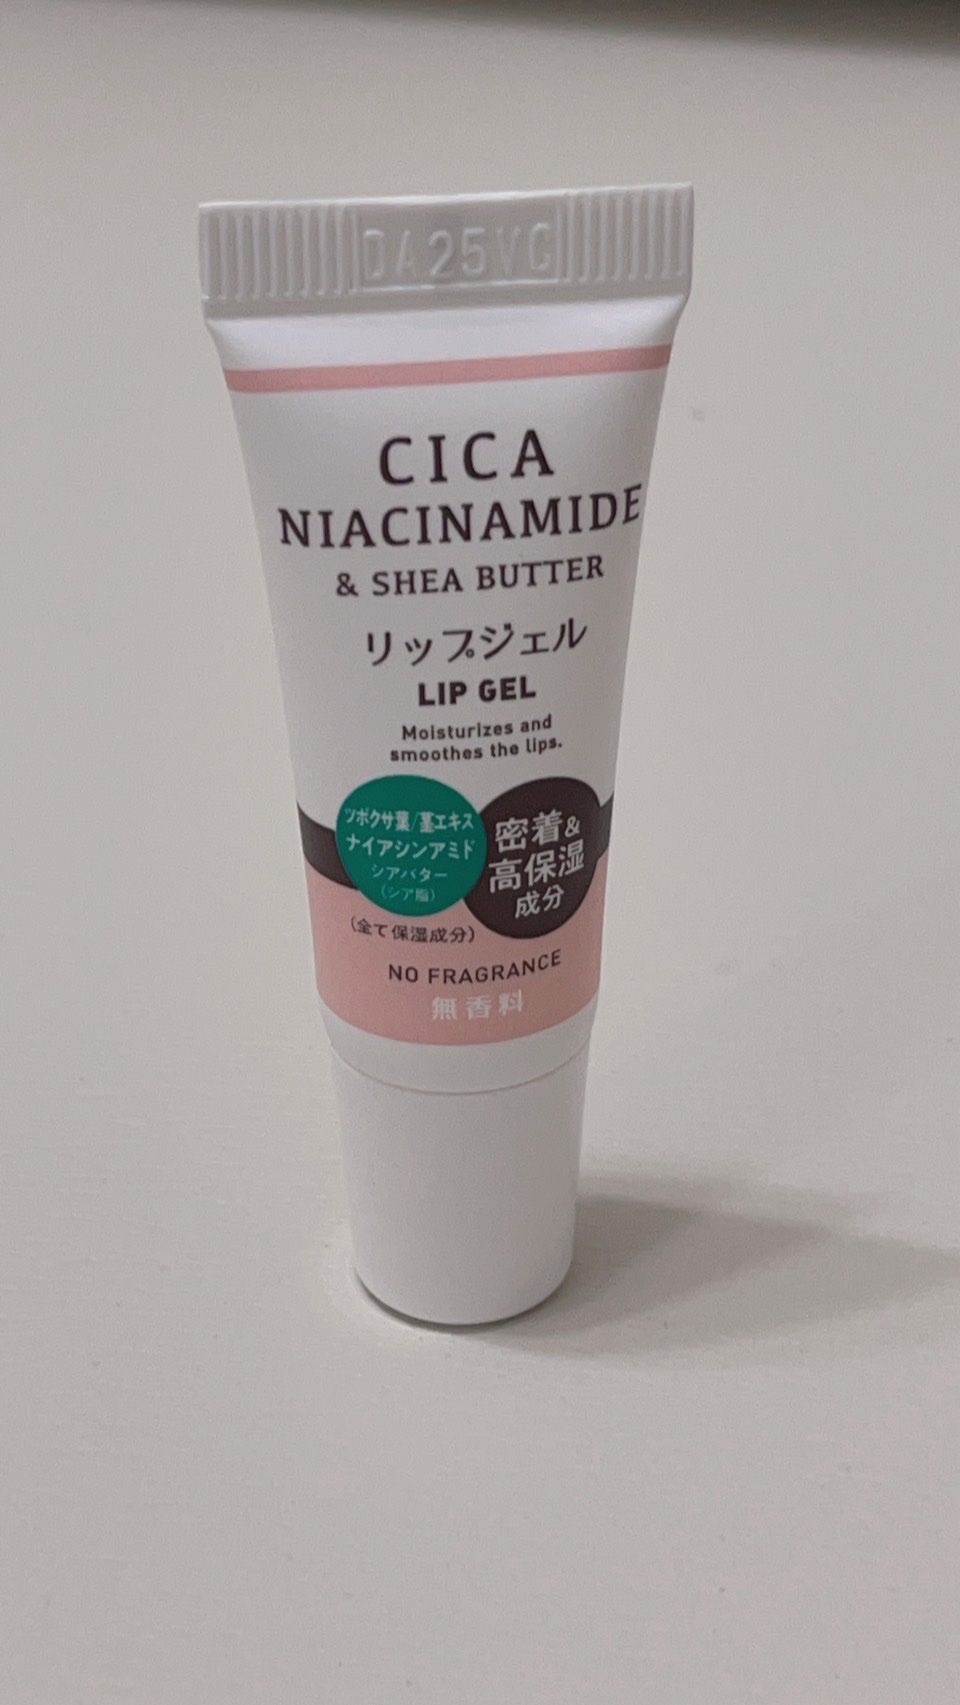 DA25VC
CICA
NIACINAMIDE
& SHEA BUTTER
リップジェル
LIP GEL
Moisturizes and
smoothes the lips.
ツボクサ葉/茎エキス
ナイアシンアミド
シアバター
(シア脂)
密着&
高保湿
成分
(全て保湿成分)
NO FRAGRANCE
無香料